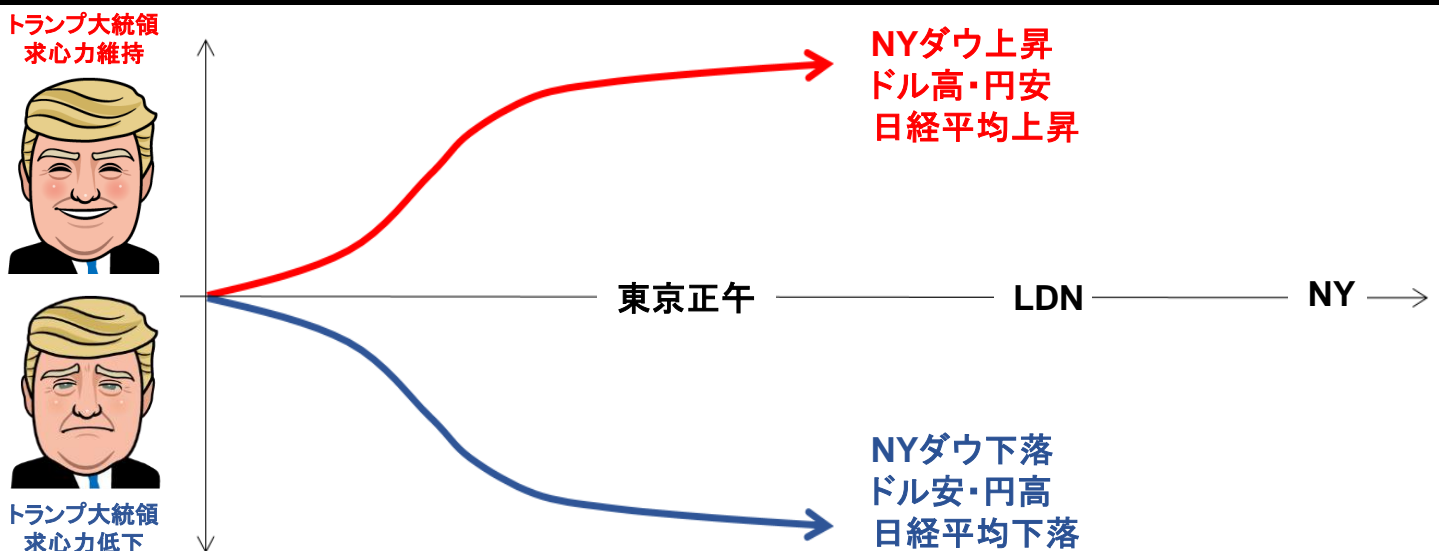 トランプ大統領
求心力維持
NYダウ上昇
ドル高・円安
日経平均上昇
東京正午
LDN
NY
NYダウ下落
ドル安・円高
日経平均下落
トランプ大統領
求心力低下